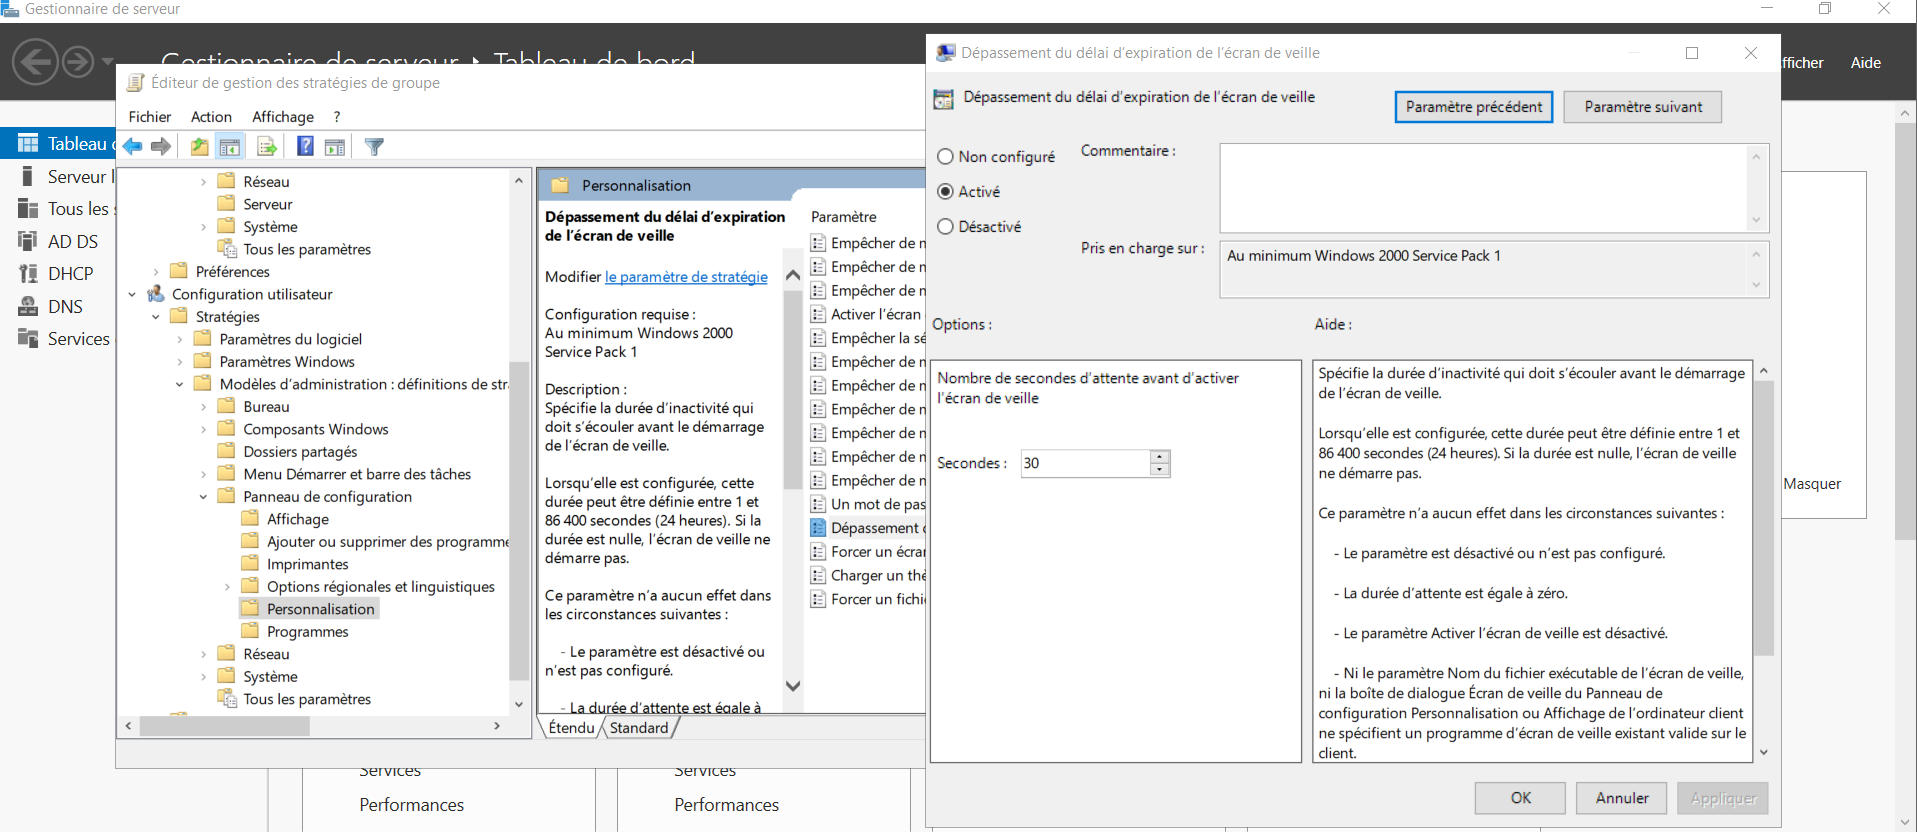 Gestionnaire de serveur
Gestionnaire de serveur ▸ Tableau de bord
Afficher
Aide
Tableau
Serveur l
Tous les s
AD DS
DHCP
DNS
Services
Éditeur de gestion des stratégies de groupe
Fichier Action Affichage ?
Réseau
Serveur
Système
Tous les paramètres
Préférences
Configuration utilisateur
Stratégies
Paramètres du logiciel
Paramètres Windows
Modèles d'administration : définitions de str
Bureau
Composants Windows
Dossiers partagés
Menu Démarrer et barre des tâches
Panneau de configuration
Affichage
Ajouter ou supprimer des programme
Imprimantes
Options régionales et linguistiques
Personnalisation
Programmes
Réseau
Système
Tous les paramètres
Personnalisation
Dépassement du délai d'expiration
de l'écran de veille
Modifier le paramètre de stratégie
Configuration requise :
Au minimum Windows 2000
Service Pack 1
Description :
Spécifie la durée d'inactivité qui
doit s'écouler avant le démarrage
de l'écran de veille.
Lorsqu'elle est configurée, cette
durée peut être définie entre 1 et
86 400 secondes (24 heures). Si la
durée est nulle, l'écran de veille ne
démarre pas.
Ce paramètre n'a aucun effet dans
les circonstances suivantes :
- Le paramètre est désactivé ou
n'est pas configuré.
- La durée d'attente est égale à
Paramètre
Empêcher de m
Empêcher de m
Empêcher de m
Activer l'écran
Empêcher la sé
Empêcher de m
Empêcher de m
Empêcher de m
Empêcher de m
Empêcher de m
Empêcher de m
Un mot de pas
Dépassement d
Forcer un écran
Charger un thè
Forcer un fichi
Étendu Standard
Services
Performances
Services
Performances
Masquer
Dépassement du délai d'expiration de l'écran de veille
Dépassement du délai d'expiration de l'écran de veille
Paramètre précédent
Paramètre suivant
Non configuré
Activé
Désactivé
Commentaire :
Pris en charge sur :
Au minimum Windows 2000 Service Pack 1
Options :
Aide :
Nombre de secondes d'attente avant d'activer
l'écran de veille
Secondes : 30
Spécifie la durée d'inactivité qui doit s'écouler avant le démarrage
de l'écran de veille.
Lorsqu'elle est configurée, cette durée peut être définie entre 1 et
86 400 secondes (24 heures). Si la durée est nulle, l'écran de veille
ne démarre pas.
Ce paramètre n'a aucun effet dans les circonstances suivantes :
- Le paramètre est désactivé ou n'est pas configuré.
- La durée d'attente est égale à zéro.
- Le paramètre Activer l'écran de veille est désactivé.
- Ni le paramètre Nom du fichier exécutable de l'écran de veille,
ni la boîte de dialogue Écran de veille du Panneau de
configuration Personnalisation ou Affichage de l'ordinateur client
ne spécifient un programme d'écran de veille existant valide sur le
client.
OK
Annuler
Appliquer